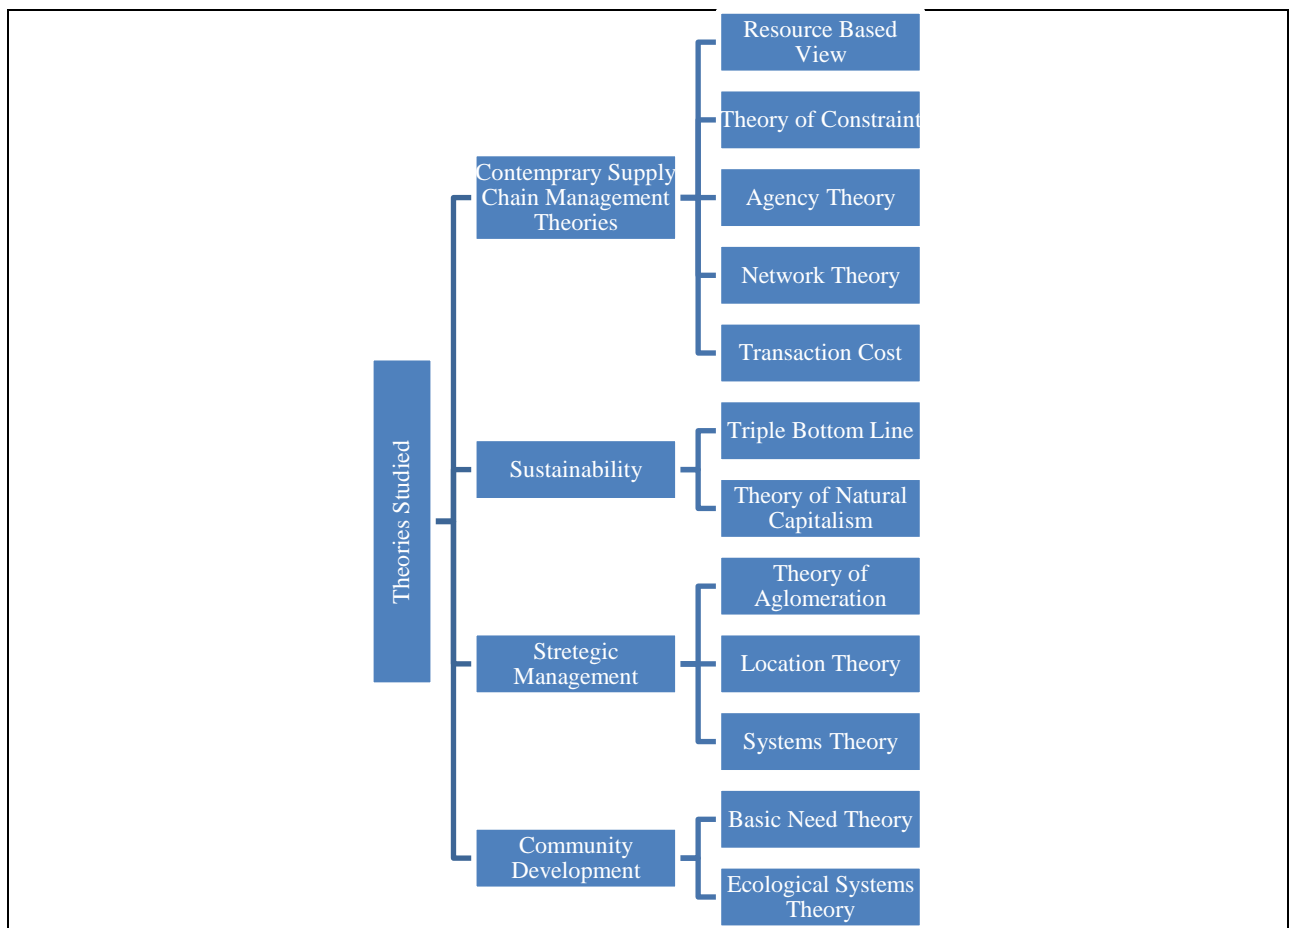 Theories Studied
Contemprary Supply
Chain Management
Theories
Resource Based
View
Theory of Constraint
Agency Theory
Network Theory
Transaction Cost
Sustainability
Triple Bottom Line
Theory of Natural
Capitalism
Stretegic
Management
Theory of
Aglomeration
Location Theory
Systems Theory
Community
Development
Basic Need Theory
Ecological Systems
Theory